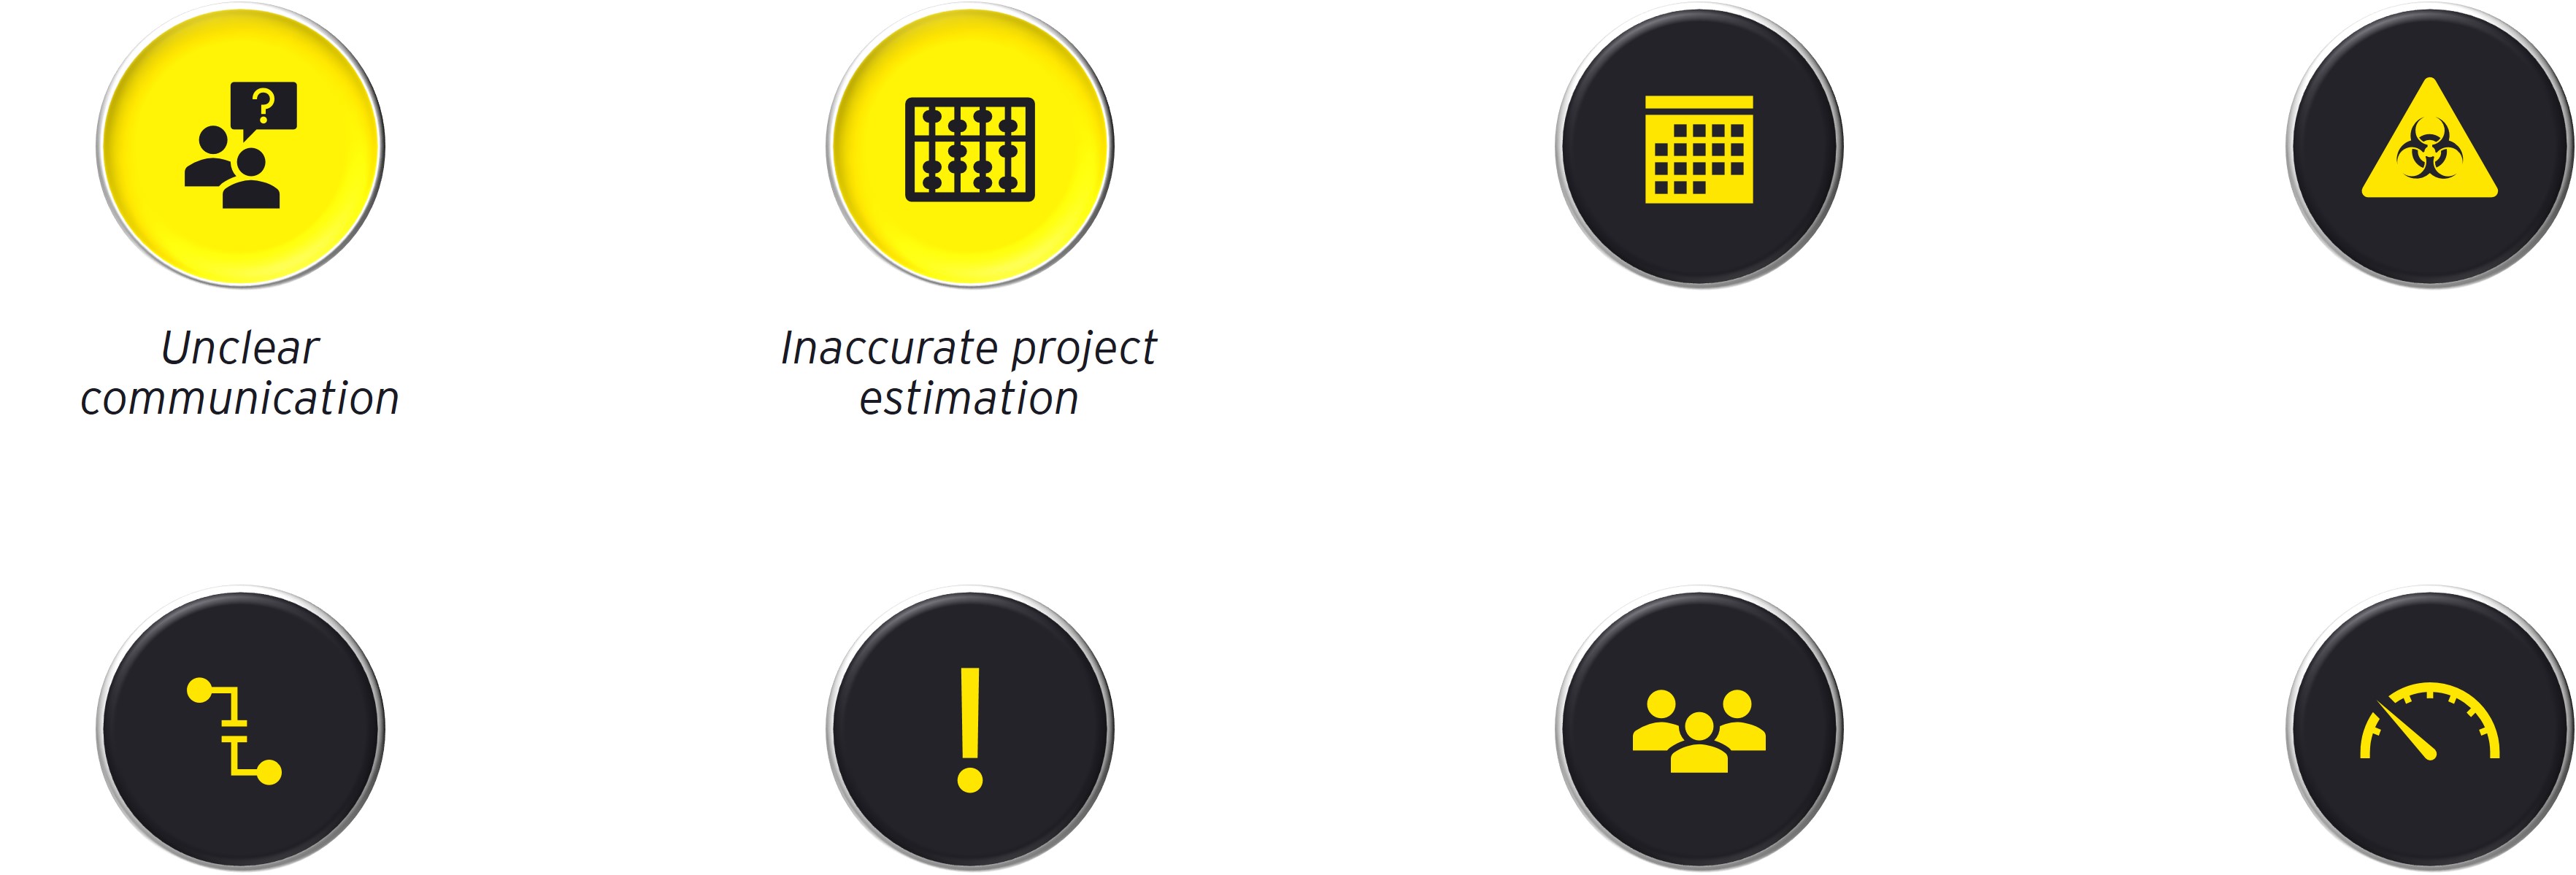 ?
Unclear
communication
Inaccurate project
estimation
!